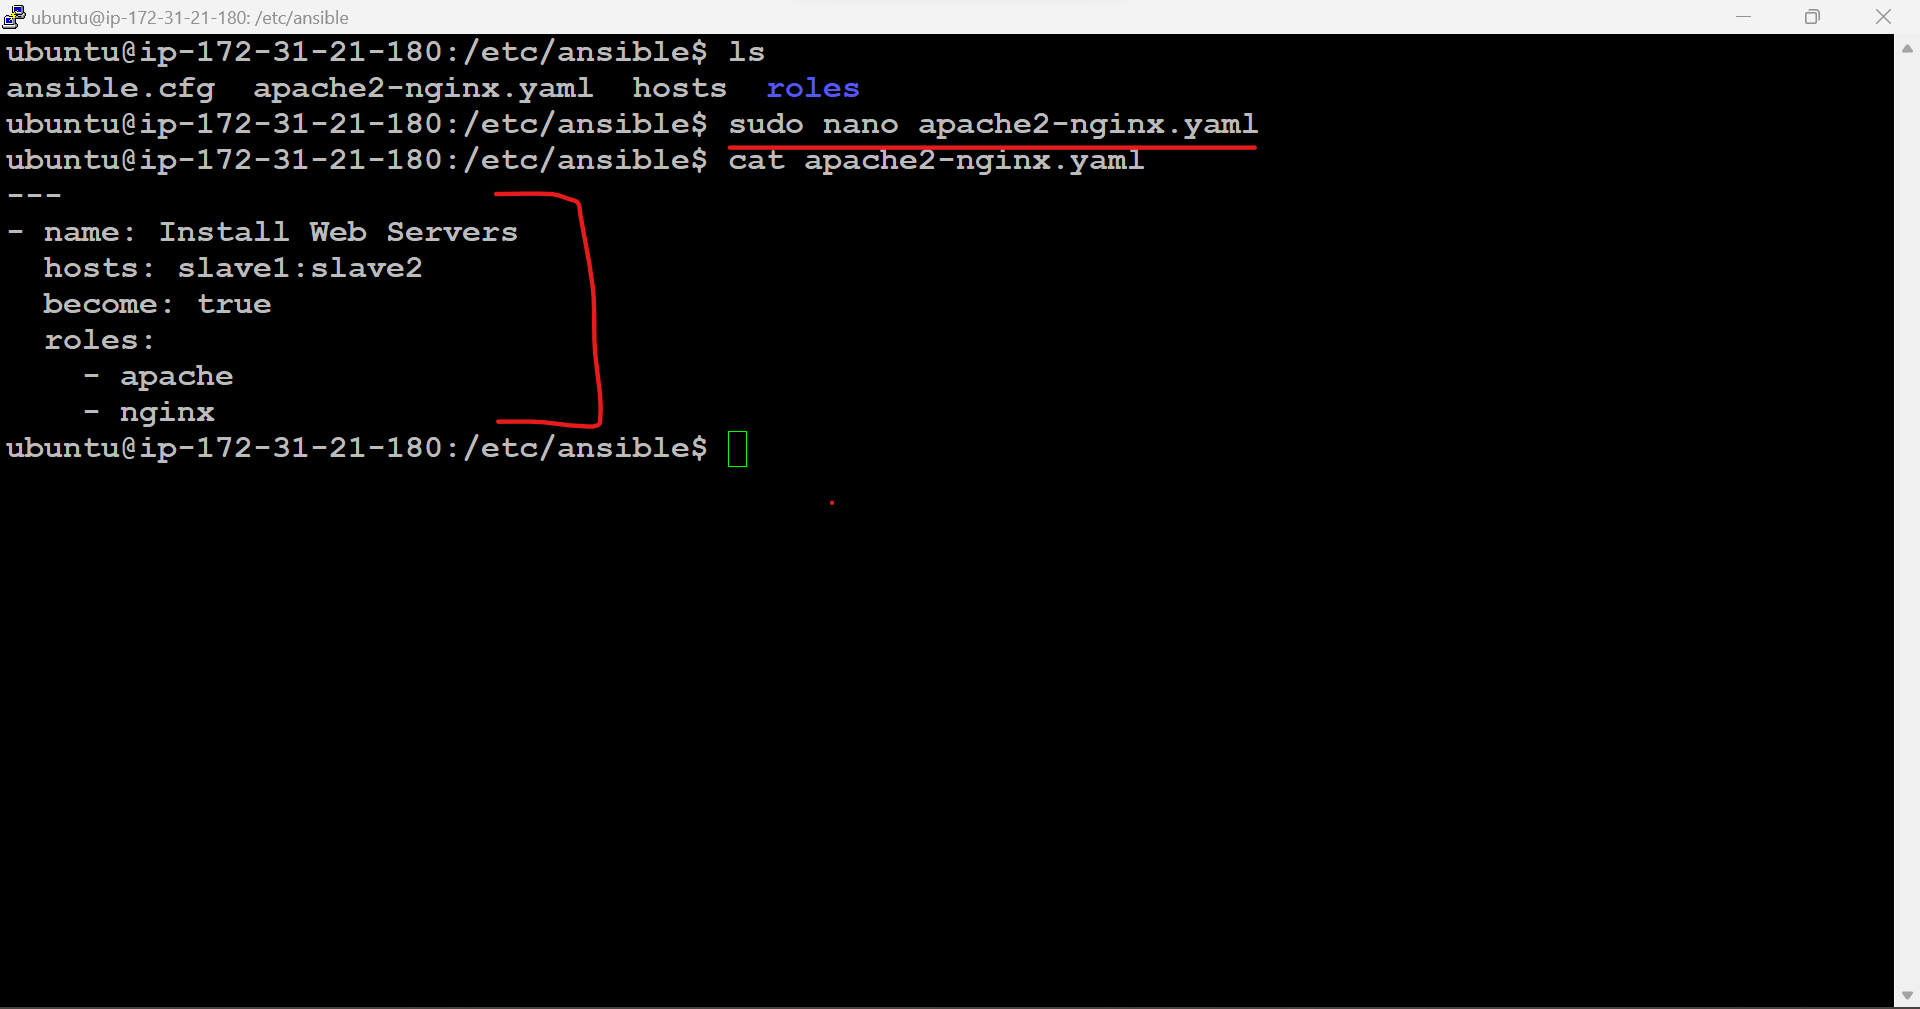 ubuntu@ip-172-31-21-180: /etc/ansible
ubuntu@ip-172-31-21-180:/etc/ansible$ ls
ansible.cfg  apache2-nginx.yaml  hosts  roles
ubuntu@ip-172-31-21-180:/etc/ansible$ sudo nano apache2-nginx.yaml
ubuntu@ip-172-31-21-180:/etc/ansible$ cat apache2-nginx.yaml
---
- name: Install Web Servers
  hosts: slave1:slave2
  become: true
  roles:
    - apache
    - nginx
ubuntu@ip-172-31-21-180:/etc/ansible$